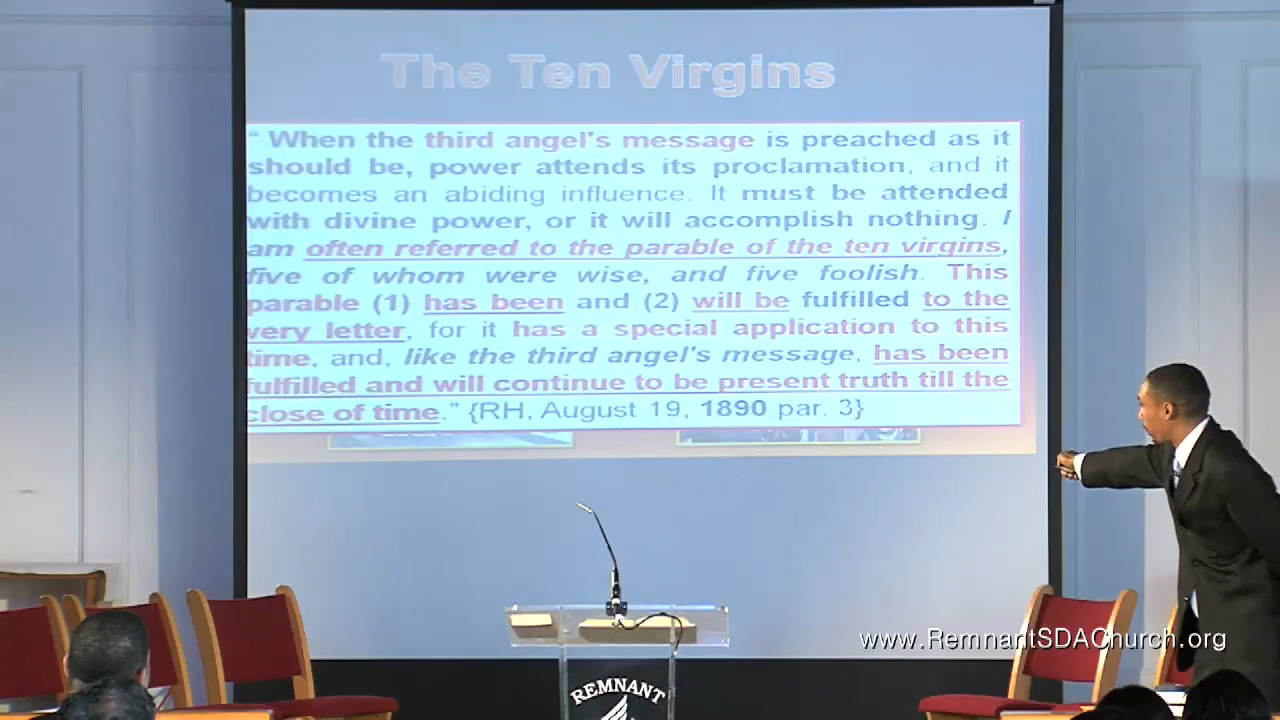 The Ten Virgins
“ When the third angel's message is preached as it
should be, power attends its proclamation, and it
becomes an abiding influence. It must be attended
with divine power, or it will accomplish nothing. I
am often referred to the parable of the ten virgins,
five of whom were wise, and five foolish. This
parable (1) has been and (2) will be fulfilled to the
very letter, for it has a special application to this
time, and, like the third angel's message, has been
fulfilled and will continue to be present truth till the
close of time.” {RH, August 19, 1890 par. 3}
www.RemnantSDAChurch.org
REMNANT